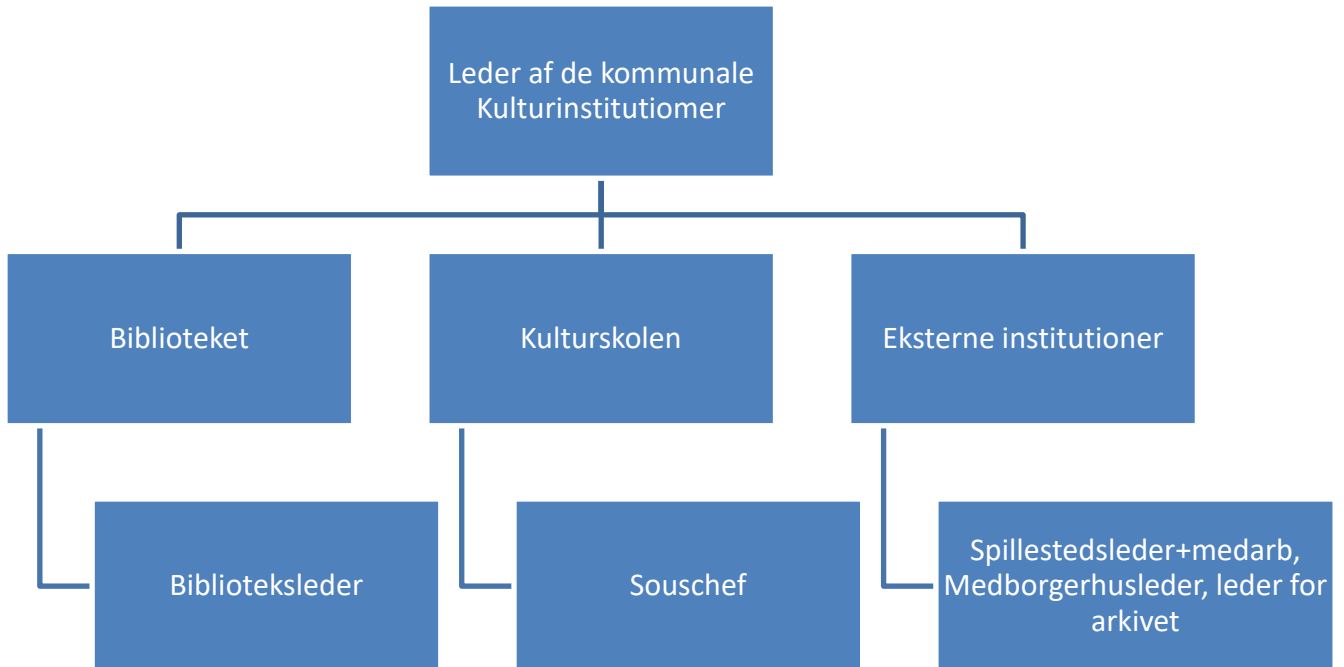 Leder af de kommunale
Kulturinstitutiomer
Biblioteket
Kulturskolen
Eksterne institutioner
Biblioteksleder
Souschef
Spillestedsleder+medarb,
Medborgerhusleder, leder for
arkivet